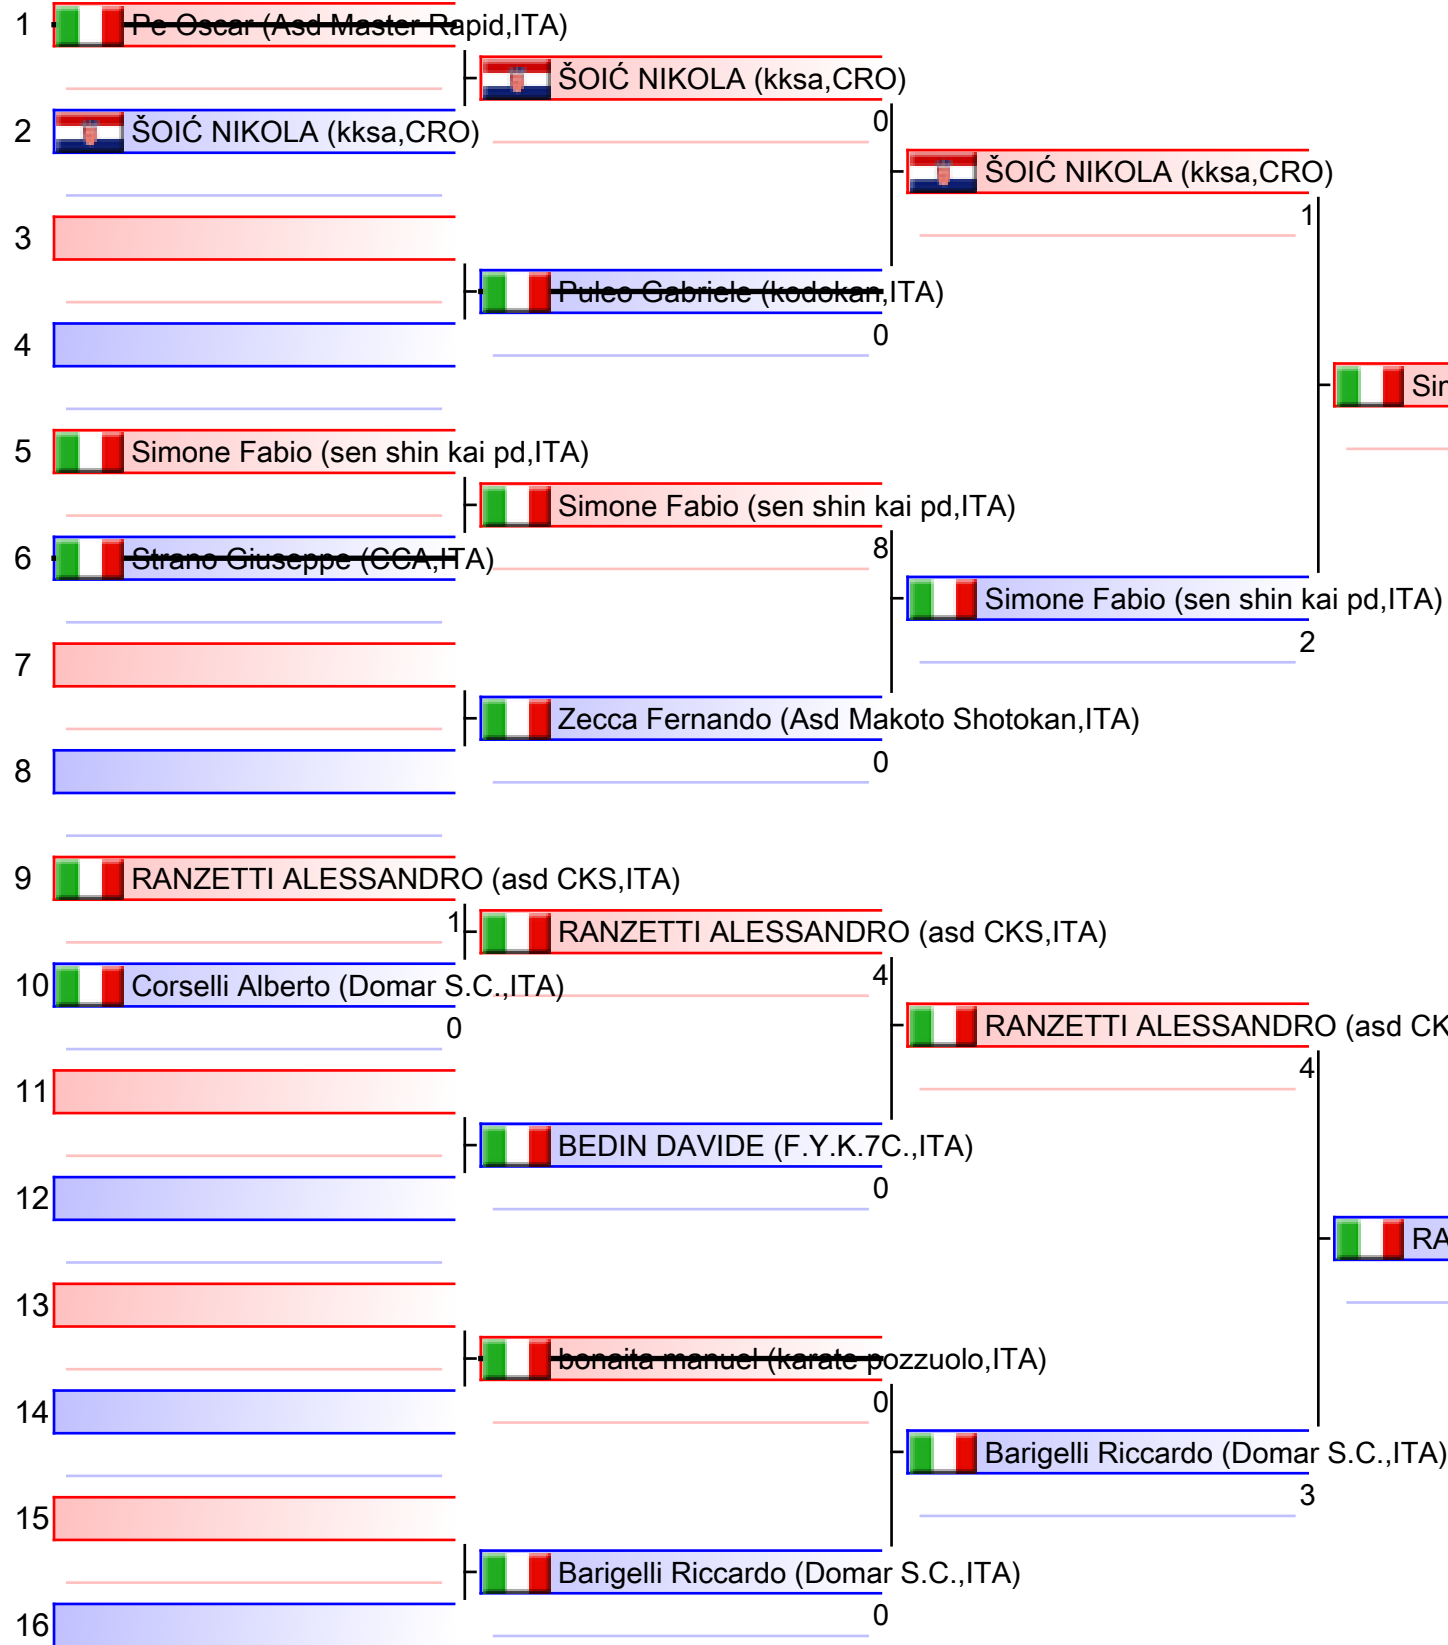 1 Pe Oscar (Asd Master Rapid,ITA)
ŠOIĆ NIKOLA (kksa,CRO)
0
2 ŠOIĆ NIKOLA (kksa,CRO)
ŠOIĆ NIKOLA (kksa,CRO)
1
3
Puleo Gabriele (kodokan,ITA)
0
4
5 Simone Fabio (sen shin kai pd,ITA)
Simone Fabio (sen shin kai pd,ITA)
8
6 Strano Giuseppe (CCA,ITA)
Simone Fabio (sen shin kai pd,ITA)
2
7
Zecca Fernando (Asd Makoto Shotokan,ITA)
0
8
9 RANZETTI ALESSANDRO (asd CKS,ITA)
1
RANZETTI ALESSANDRO (asd CKS,ITA)
4
10 Corselli Alberto (Domar S.C.,ITA)
0
RANZETTI ALESSANDRO (asd CK
4
11
BEDIN DAVIDE (F.Y.K.7C.,ITA)
0
12
RA
13
bonaita manuel (karate pozzuolo,ITA)
0
14
Barigelli Riccardo (Domar S.C.,ITA)
3
15
Barigelli Riccardo (Domar S.C.,ITA)
0
16